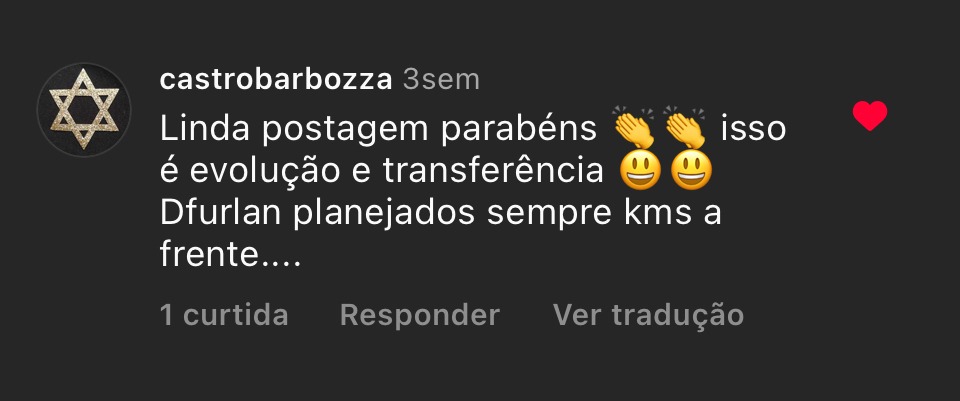 castrobarbozza 3sem
Linda postagem parabéns 👏👏 isso
é evolução e transferência 😃😃
Dfurlan planejados sempre kms a
frente....
1 curtida Responder Ver tradução